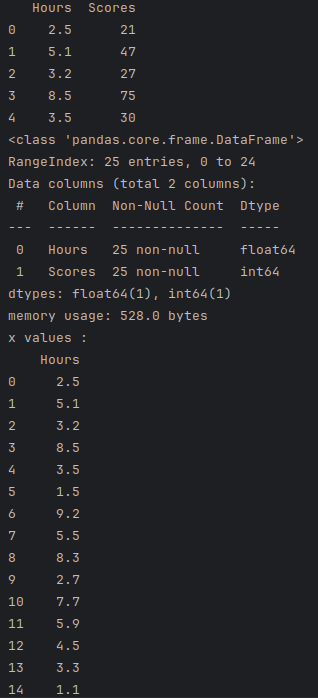 Hours  Scores
0    2.5      21
1    5.1      47
2    3.2      27
3    8.5      75
4    3.5      30
<class 'pandas.core.frame.DataFrame'>
RangeIndex: 25 entries, 0 to 24
Data columns (total 2 columns):
 #   Column  Non-Null Count  Dtype
---  ------  --------------  -----
 0   Hours   25 non-null     float64
 1   Scores  25 non-null     int64
dtypes: float64(1), int64(1)
memory usage: 528.0 bytes
x values :
    Hours
0     2.5
1     5.1
2     3.2
3     8.5
4     3.5
5     1.5
6     9.2
7     5.5
8     8.3
9     2.7
10    7.7
11    5.9
12    4.5
13    3.3
14    1.1